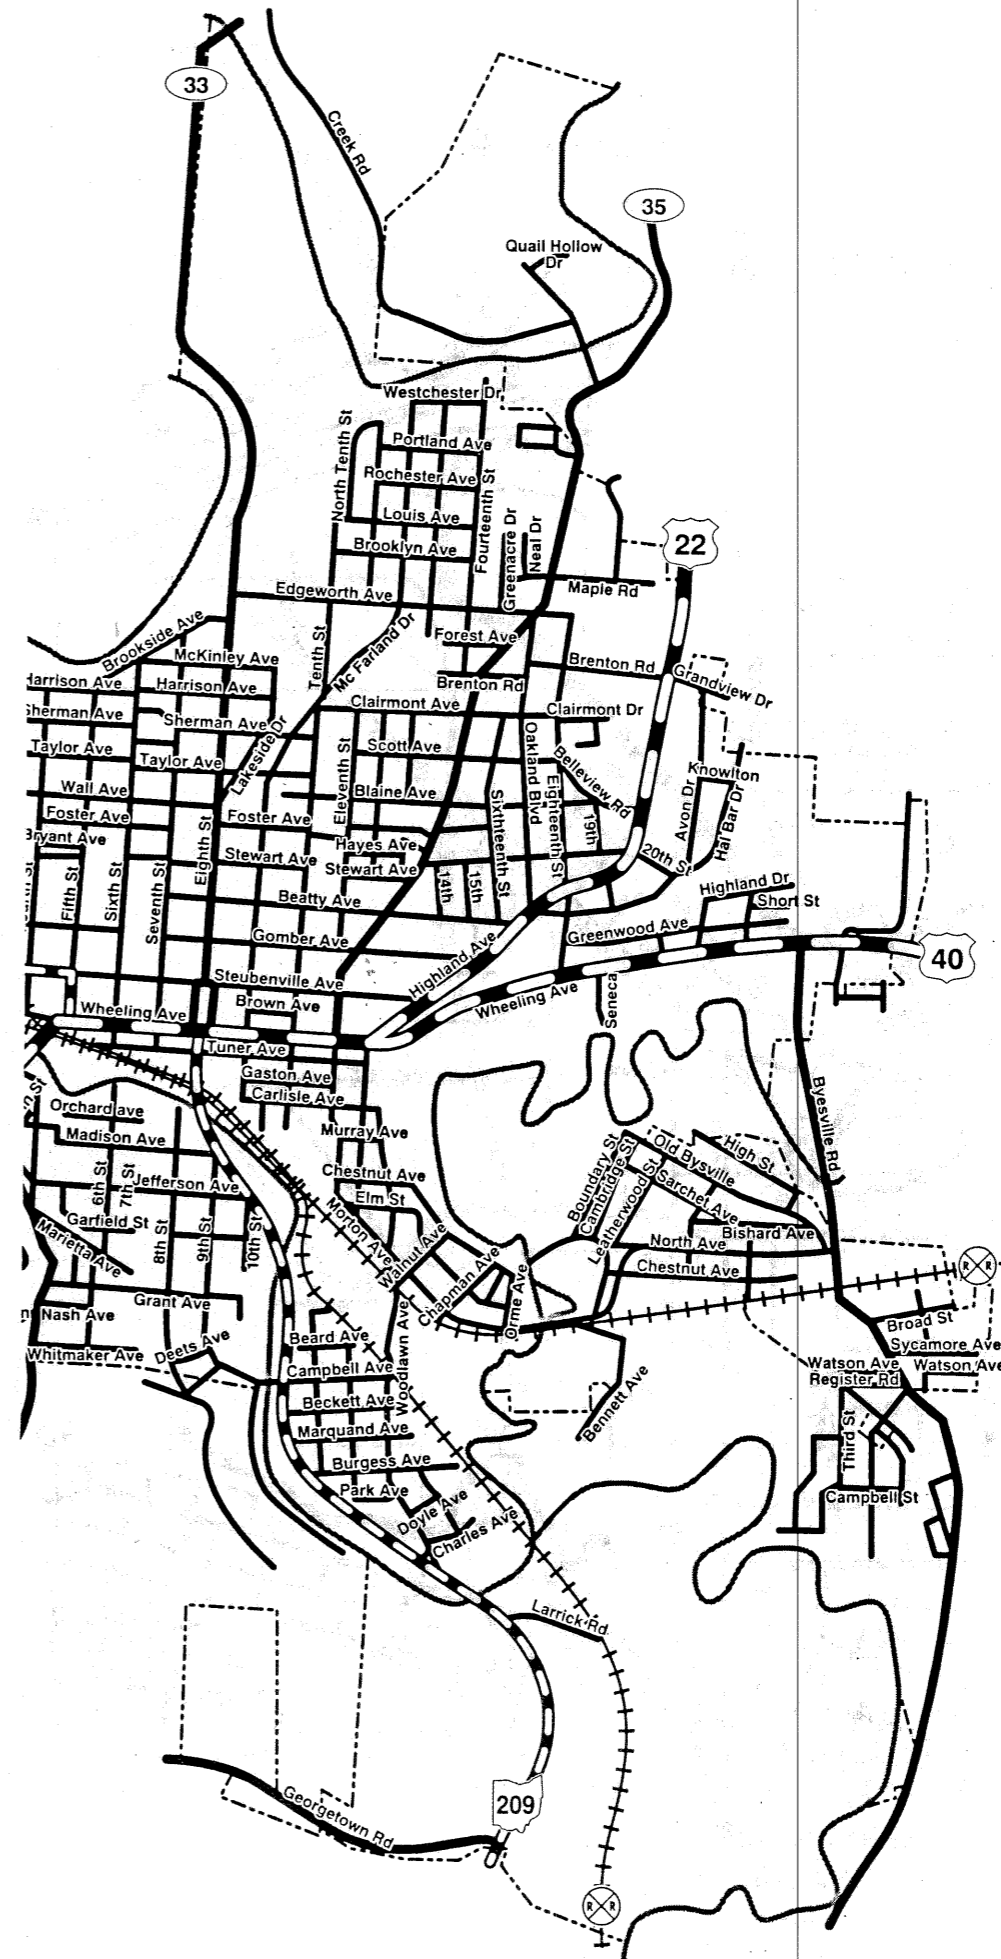 33
Creek Rd
35
Quail Hollow
Dr
Westchester Dr
North Tenth St
Portland Ave
Rochester Ave
Fourteenth St
Louis Ave
Greenacre Dr
Neal Dr
Brooklyn Ave
22
Maple Rd
Edgeworth Ave
Brookside Ave
Mc Farland Dr
Forest Ave
Tenth St
McKinley Ave
Brenton Rd
Grandview Dr
Harrison Ave
Harrison Ave
Brenton Rd
Sherman Ave
Sherman Ave
Clairmont Ave
Clairmont Dr
Lakeside Dr
Taylor Ave
Taylor Ave
Scott Ave
Eleventh St
Oakland Blvd
Belleview Rd
Knowlton
Wall Ave
Blaine Ave
Sixthteenth St
Eighteenth St
Avon Dr
Hal Bar Dr
Foster Ave
Foster Ave
19th
Bryant Ave
Eighth St
Hayes Ave
Stewart Ave
Stewart Ave
20th St
Fifth St
Sixth St
Seventh St
14th
15th
Highland Dr
Short St
Beatty Ave
Gomber Ave
Greenwood Ave
Highland Ave
40
Steubenville Ave
Wheeling Ave
Brown Ave
Wheeling Ave
Seneca
Tuner Ave
Gaston Ave
Carlisle Ave
Byesville Rd
Orchard ave
Madison Ave
Murray Ave
Boundary St
Cambridge St
Old Bysville
High St
6th St
7th St
Jefferson Ave
Chestnut Ave
Elm St
Leatherwood St
Sarchet Ave
Garfield St
Marietta Ave
8th St
9th St
10th St
Morton Ave
Walnut Ave
Bishard Ave
North Ave
Chestnut Ave
Chapman Ave
Orme Ave
R R
Nash Ave
Grant Ave
Woodlawn Ave
Broad St
Whitmaker Ave
Deets Ave
Beard Ave
Sycamore Ave
Campbell Ave
Watson Ave
Watson Ave
Register Rd
Beckett Ave
Bennett Ave
Marquand Ave
Third St
Burgess Ave
Park Ave
Campbell St
Doyle Ave
Charles Ave
Larrick Rd
209
Georgetown Rd
R R